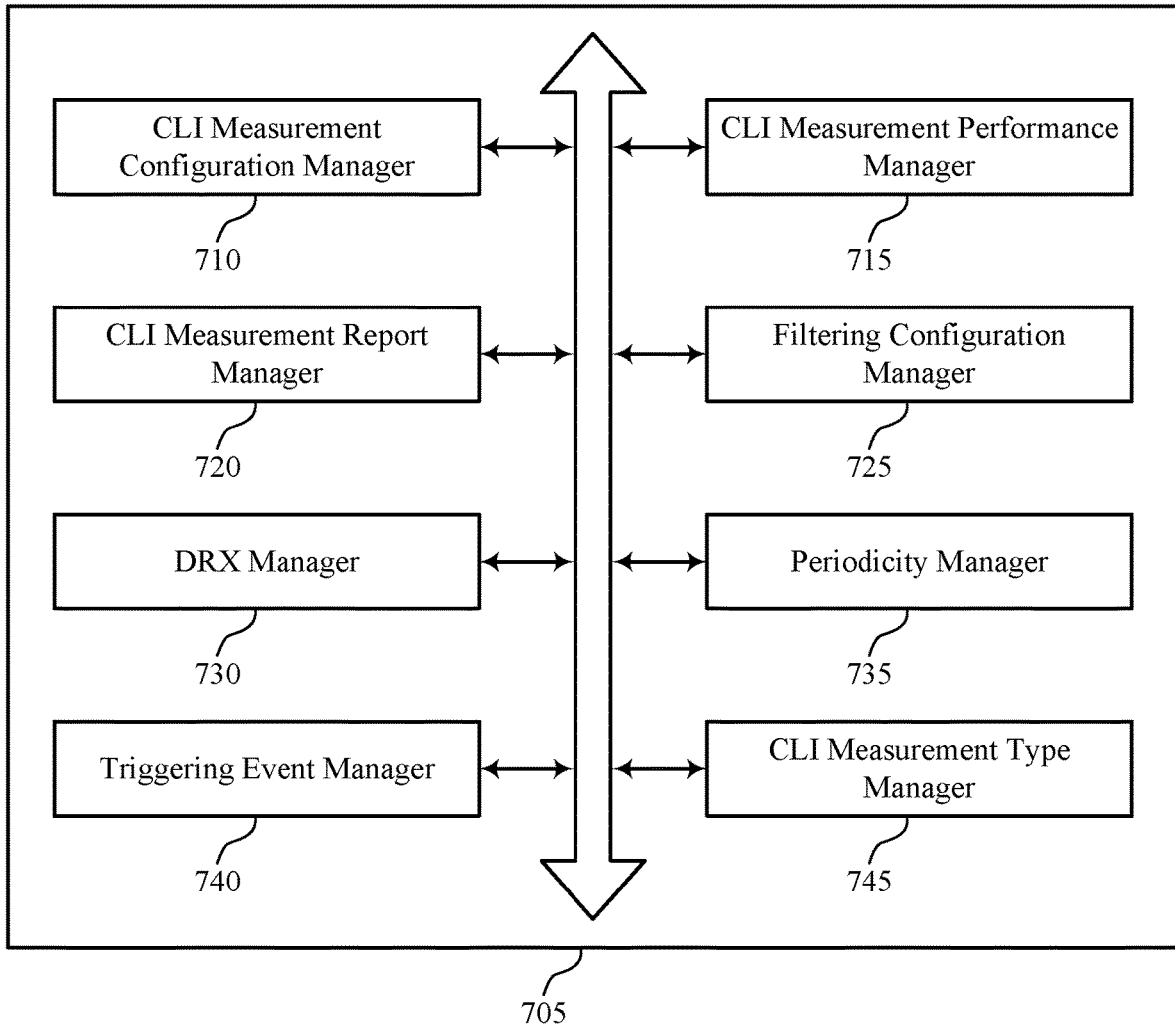 CLI Measurement
Configuration Manager
710
CLI Measurement Performance
Manager
715
CLI Measurement Report
Manager
720
Filtering Configuration
Manager
725
DRX Manager
730
Periodicity Manager
735
Triggering Event Manager
740
CLI Measurement Type
Manager
745
705